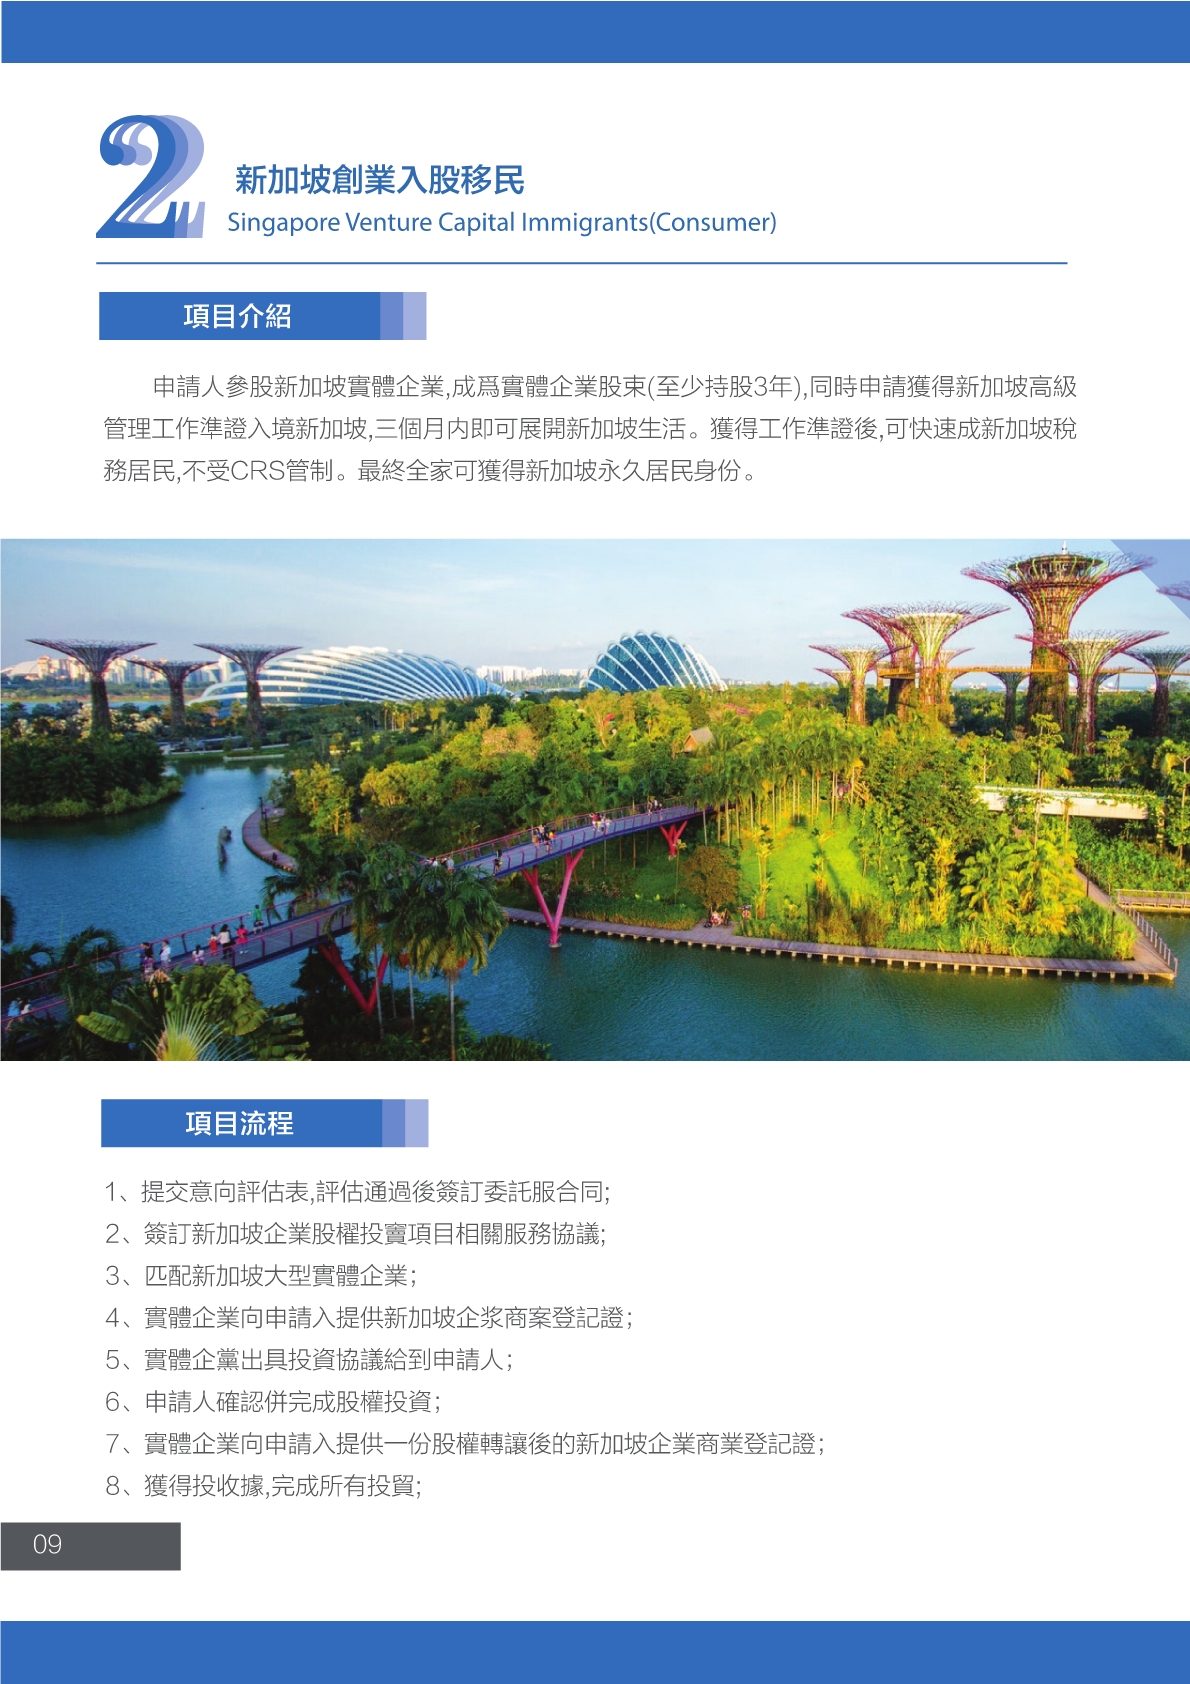 2
新加坡創業入股移民
Singapore Venture Capital Immigrants(Consumer)
項目介紹
申請人參股新加坡實體企業,成爲實體企業股束(至少持股3年),同時申請獲得新加坡高級
管理工作準證入境新加坡,三個月内即可展開新加坡生活。獲得工作準證後,可快速成新加坡稅
務居民,不受CRS管制。最終全家可獲得新加坡永久居民身份。
項目流程
1、提交意向評估表,評估通過後簽訂委託服合同;
2、簽訂新加坡企業股櫂投竇項目相關服務協議;
3、匹配新加坡大型實體企業;
4、實體企業向申請入提供新加坡企浆商案登記證;
5、實體企黨出具投資協議給到申請人;
6、申請人確認併完成股權投資;
7、實體企業向申請入提供一份股權轉讓後的新加坡企業商業登記證;
8、獲得投收據,完成所有投貿;
09